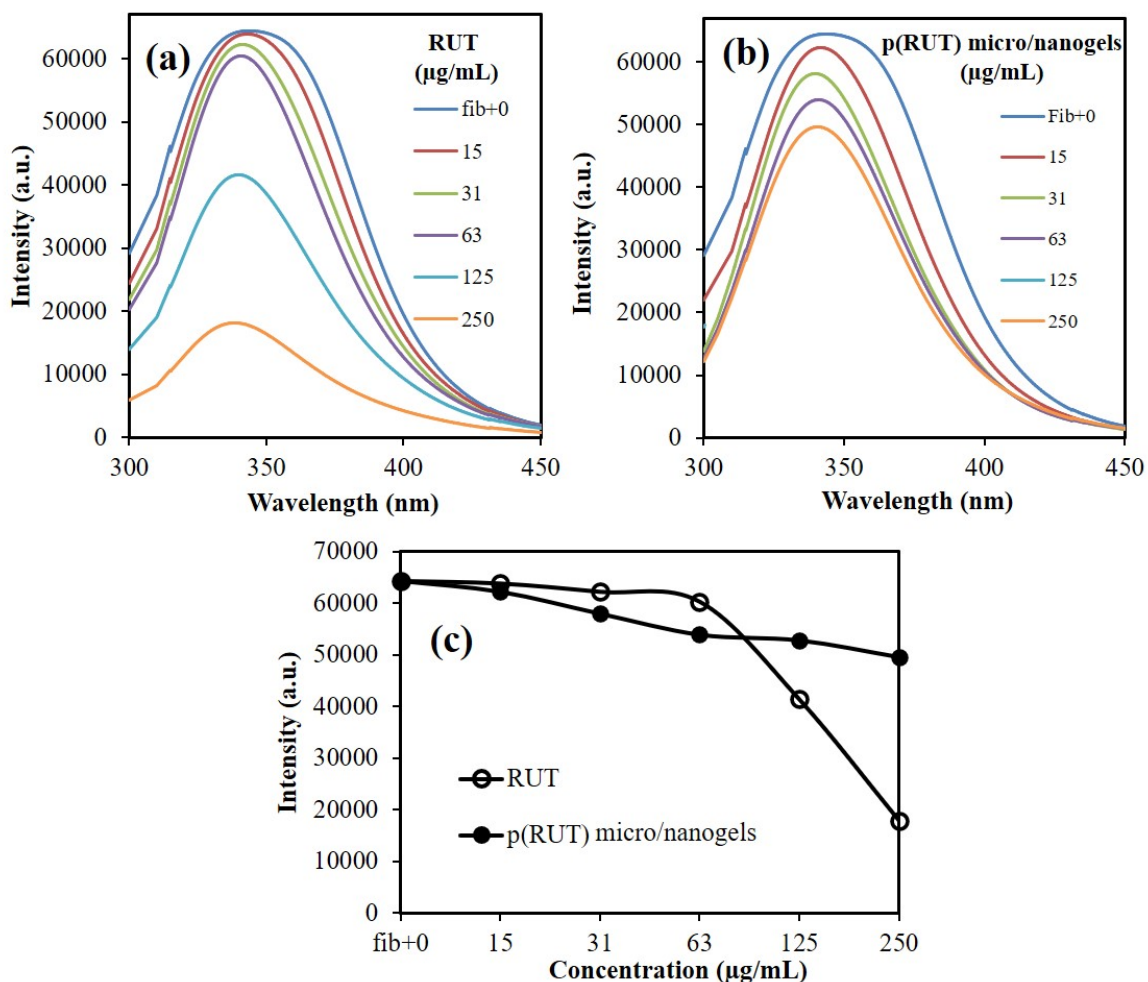 (a)
RUT
(μg/mL)
fib+0
15
31
63
125
250
60000
50000
40000
30000
20000
10000
0
300
350
400
450
Intensity (a.u.)
Wavelength (nm)
(b)
p(RUT) micro/nanogels
(μg/mL)
Fib+0
15
31
63
125
250
60000
50000
40000
30000
20000
10000
0
300
350
400
450
Intensity (a.u.)
Wavelength (nm)
(c)
RUT
p(RUT) micro/nanogels
70000
60000
50000
40000
30000
20000
10000
0
fib+0
15
31
63
125
250
Intensity (a.u.)
Concentration (μg/mL)